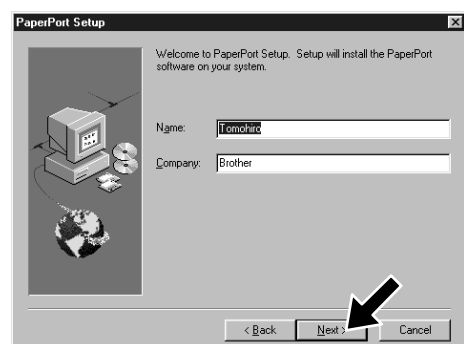 PaperPort Setup
Welcome to PaperPort Setup. Setup will install the PaperPort
software on your system.
Name: Tomohiro
Company: Brother
< Back Next > Cancel